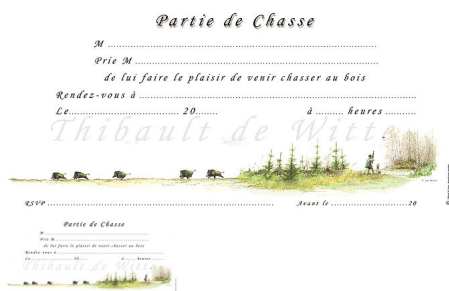 Partie de Chasse
M ..........
Prie M ..........
de lui faire le plaisir de venir chasser au bois
Rendez-vous à ..........
Le.......... 20...... à ........ heures ..........
Thibault de Witte
RSVP .......... Avant le ..........20
Partie de Chasse
M ..........
Prie M ..........
de lui faire le plaisir de venir chasser au bois
Rendez-vous à ..........
Le.......... 20...... à ........ heures ..........
Thibault de Witte